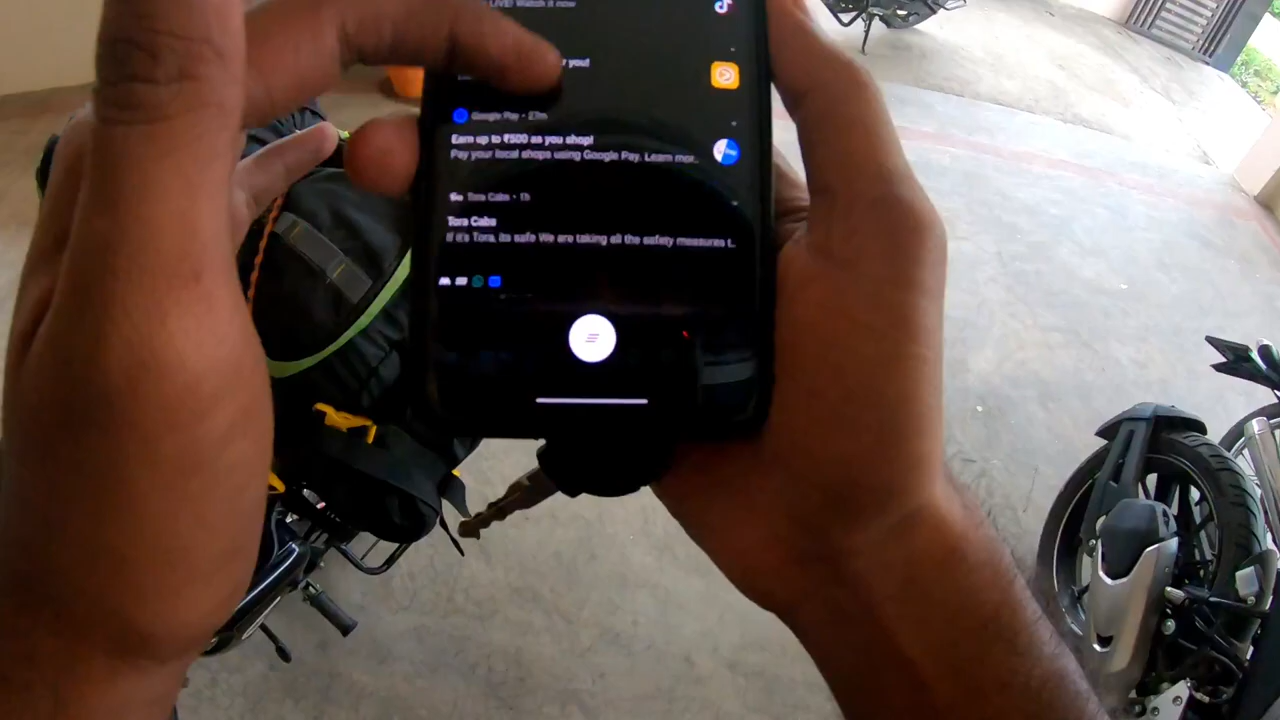 LIVE! Watch it now
you!
Google Pay • 27m
Earn up to ₹500 as you shop!
Pay your local shops using Google Pay. Learn mor..
Tora Cabs • 1h
Tora Cabs
If it's Tora, its safe We are taking all the safety measures t..